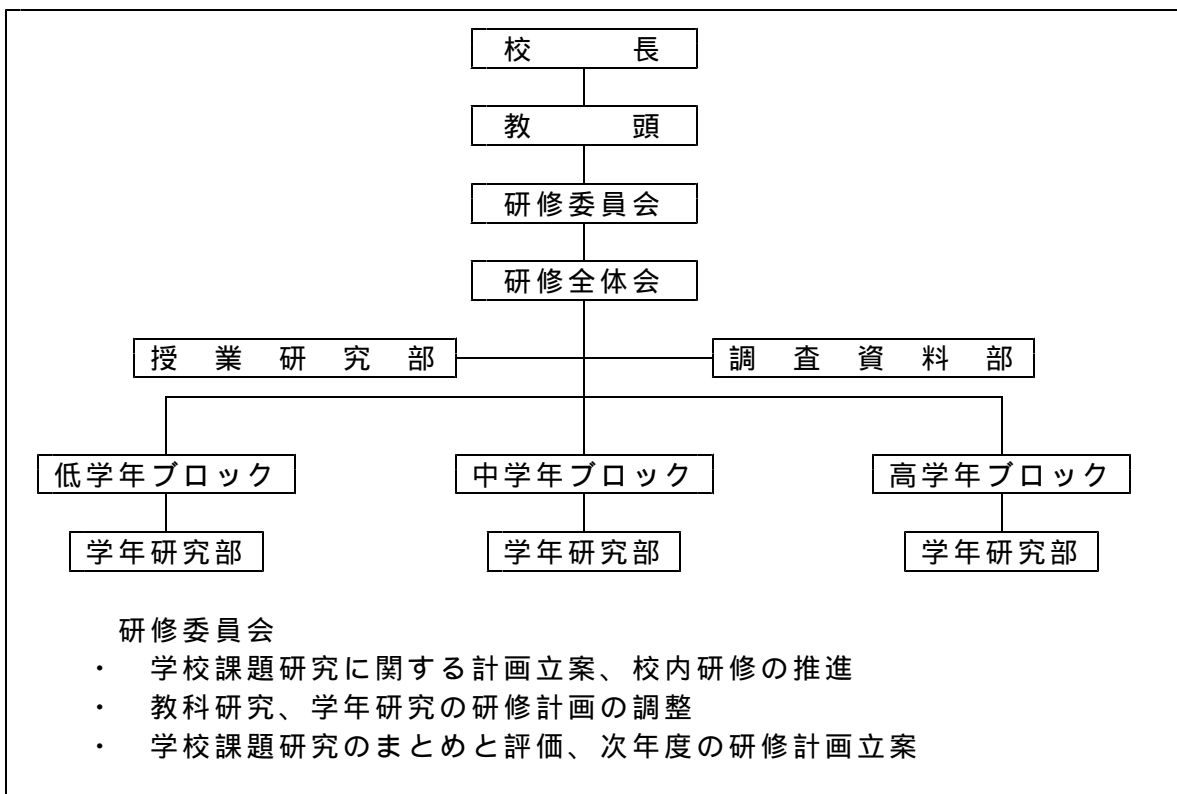 校長
教頭
研修委員会
研修全体会
授業研究部 調査資料部
低学年ブロック 中学年ブロック 高学年ブロック
学年研究部 学年研究部 学年研究部
研修委員会
・ 学校課題研究に関する計画立案、校内研修の推進
・ 教科研究、学年研究の研修計画の調整
・ 学校課題研究のまとめと評価、次年度の研修計画立案